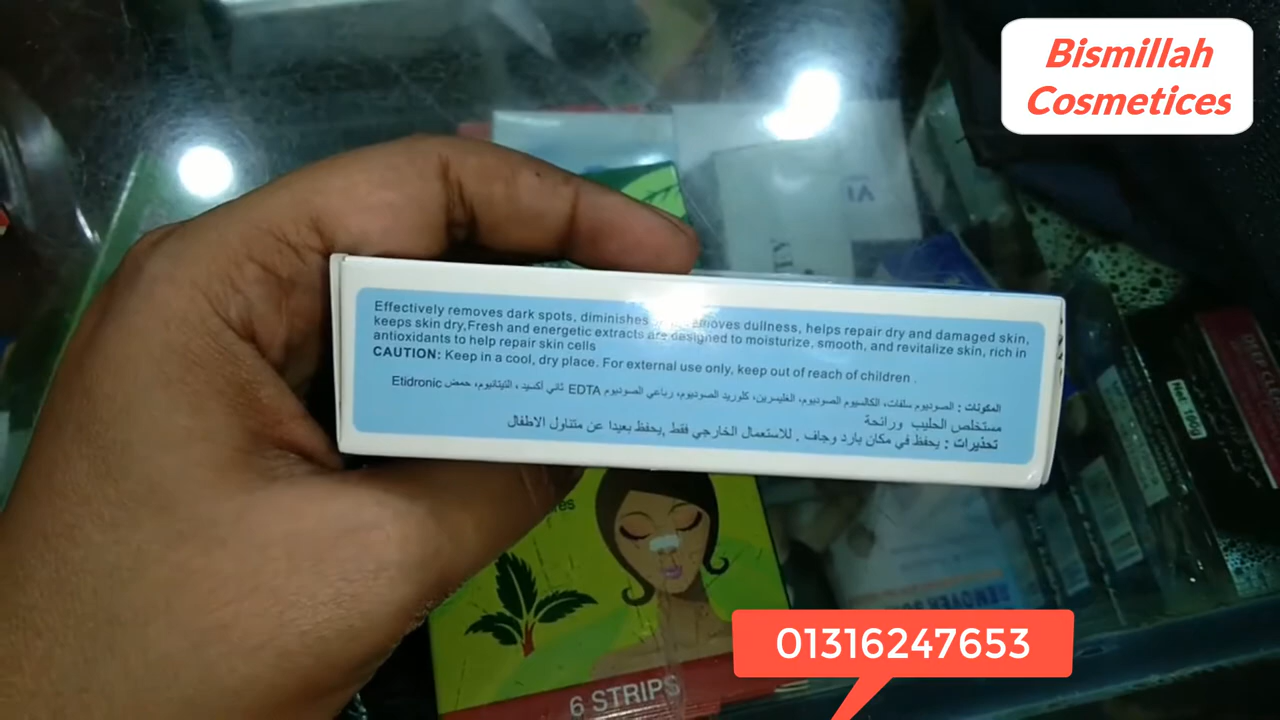 Bismillah
Cosmetices
Effectively removes dark spots, diminishes removes dullness, helps repair dry and damaged skin,
keeps skin dry,Fresh and energetic extracts are designed to moisturize, smooth, and revitalize skin, rich in
antioxidants to help repair skin cells
CAUTION: Keep in a cool, dry place. For external use only, keep out of reach of children .
المكونات : الصوديوم سلفات، الكالسيوم الصوديوم، الغليسرين، كلوريد الصوديوم، رباعي الصوديوم EDTA ثاني أكسيد ، التيتانيوم، حمض Etidronic
مستخلص الحليب ورائحة
تحذيرات : يحفظ في مكان بارد وجاف . للاستعمال الخارجي فقط ,يحفظ بعيدا عن متناول الاطفال
Net. 100g
6 STRIPS
01316247653